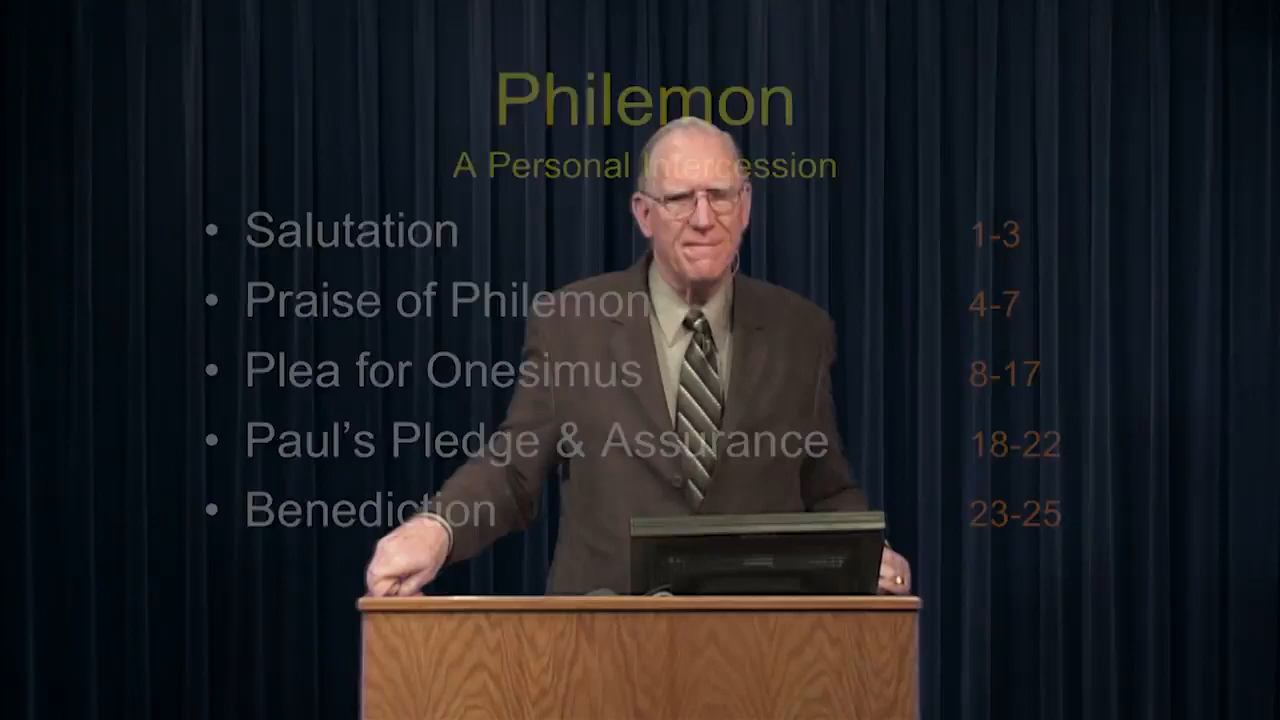 Philemon
A Personal Intercession
• Salutation 1-3
• Praise of Philemon 4-7
• Plea for Onesimus 8-17
• Paul’s Pledge & Assurance 18-22
• Benediction 23-25